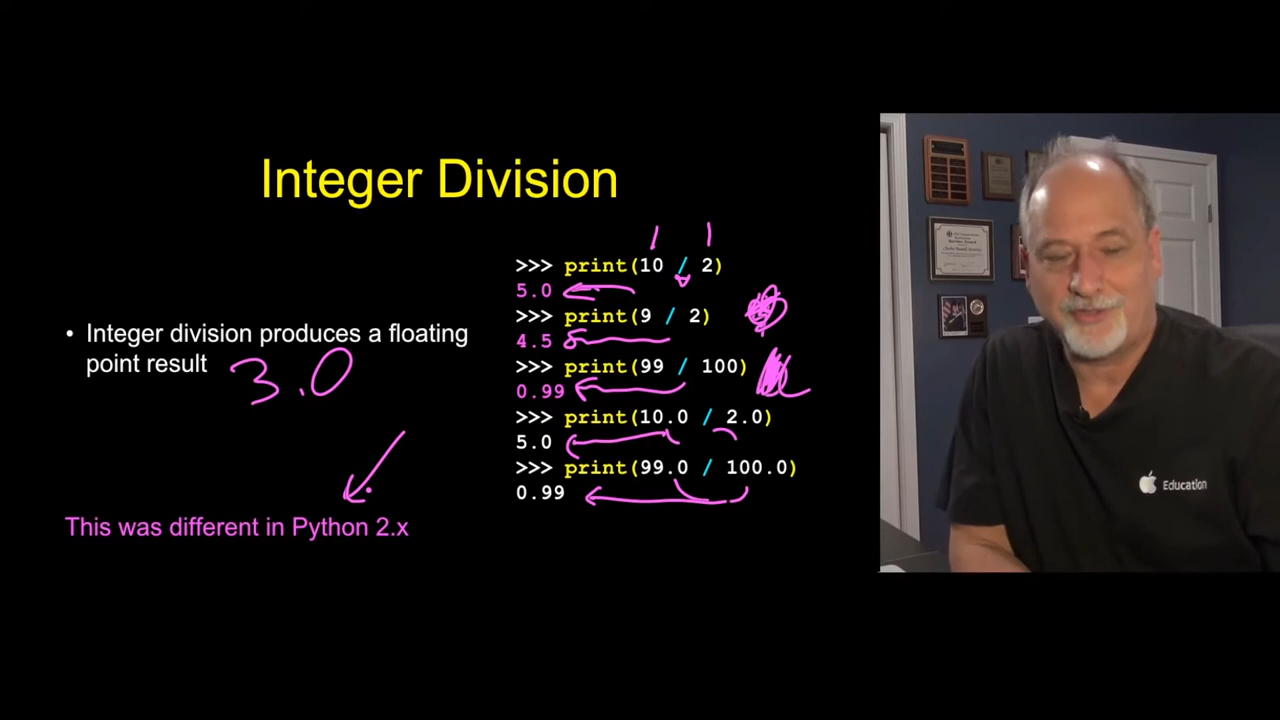 Integer Division
• Integer division produces a floating
point result
3.0
This was different in Python 2.x
>>> print(10 / 2)
5.0
>>> print(9 / 2)
4.5
>>> print(99 / 100)
0.99
>>> print(10.0 / 2.0)
5.0
>>> print(99.0 / 100.0)
0.99
Education